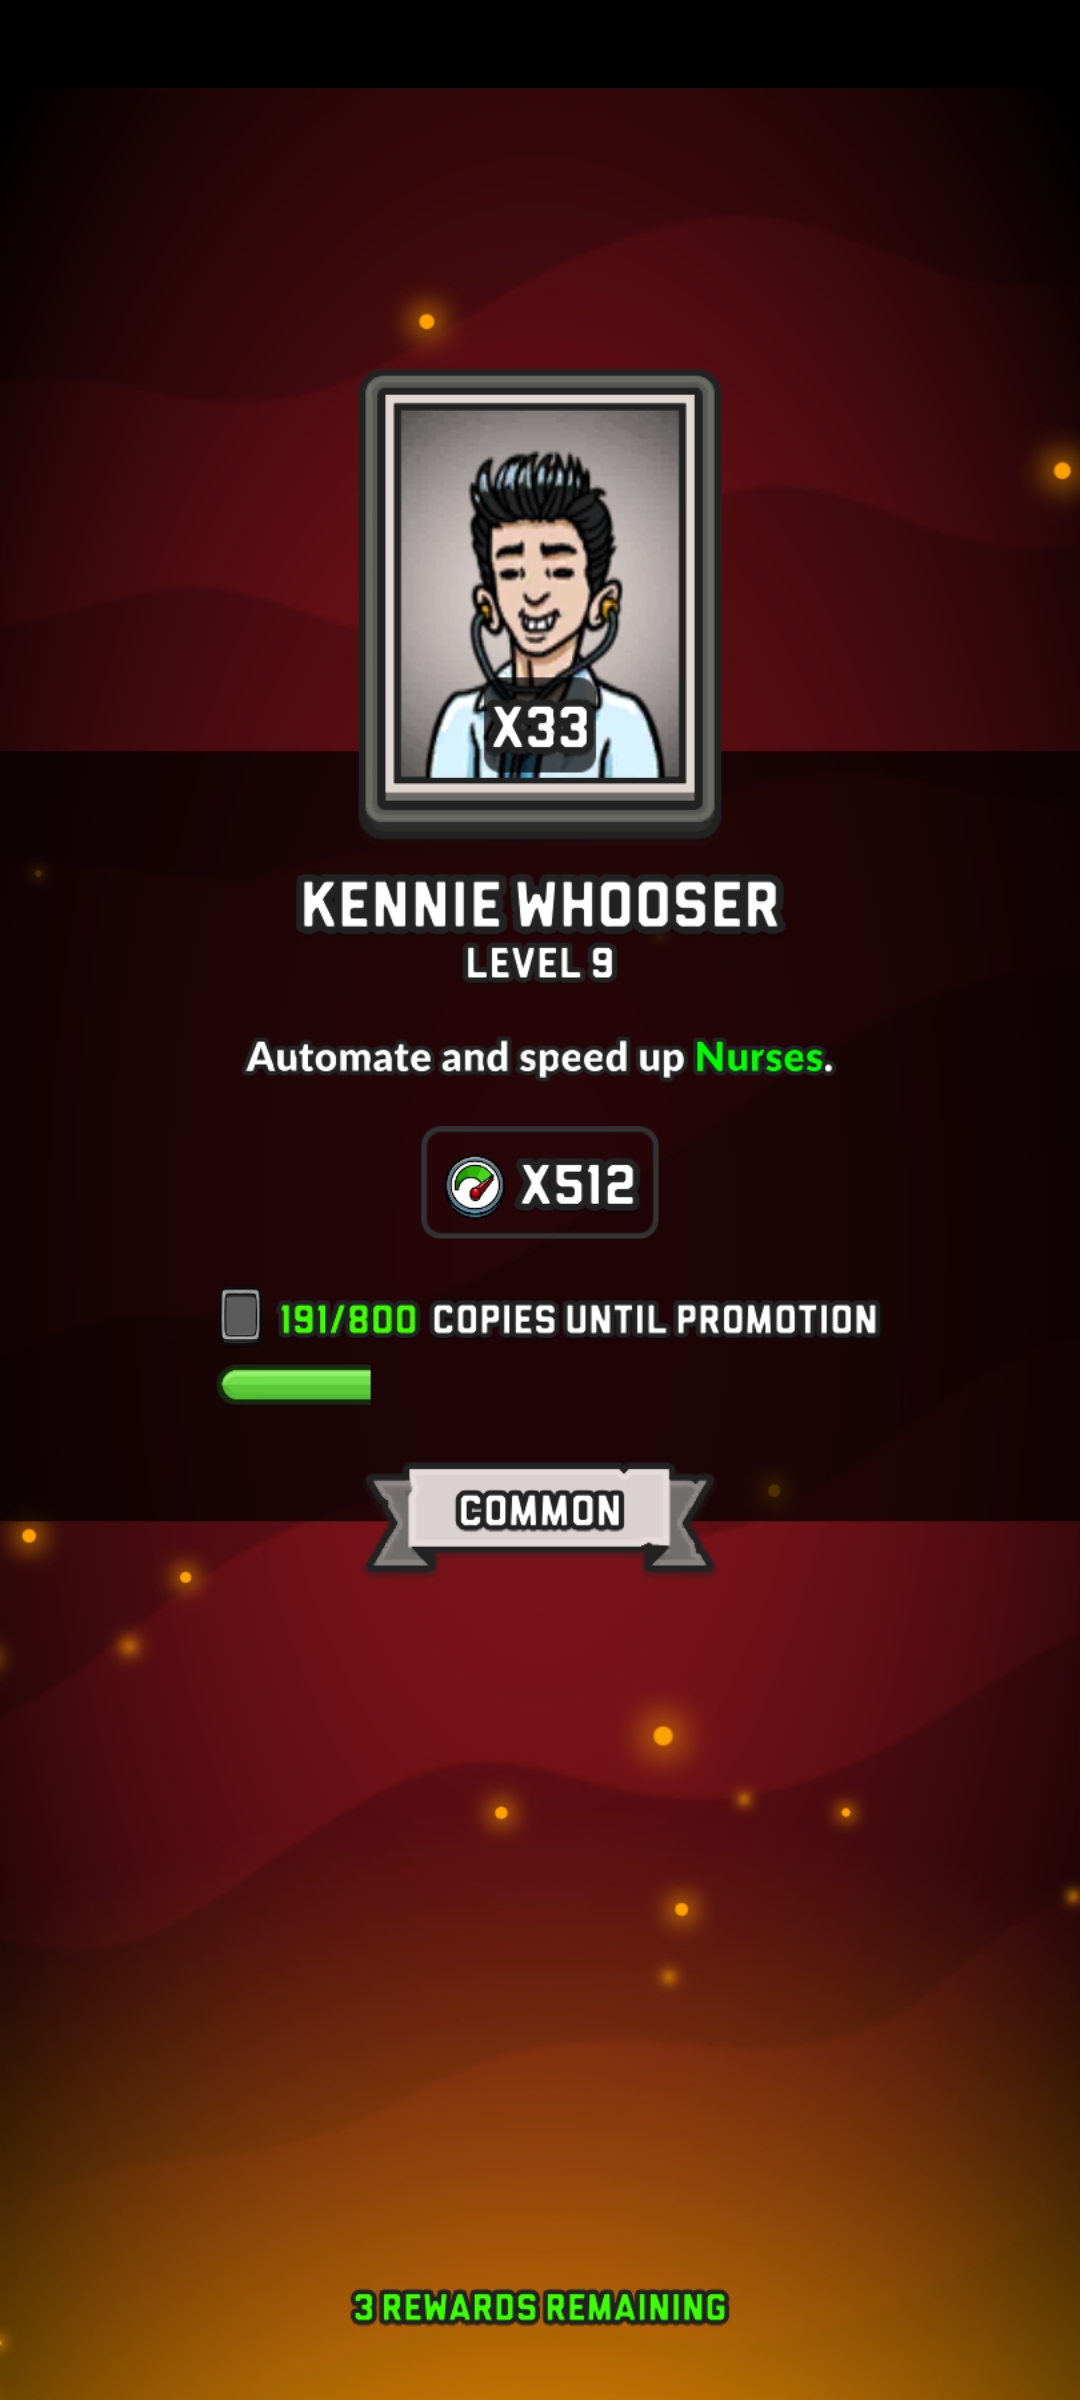 X33
KENNIE WHOOSER
LEVEL 9
Automate and speed up Nurses.
X512
191/800 COPIES UNTIL PROMOTION
COMMON
3 REWARDS REMAINING